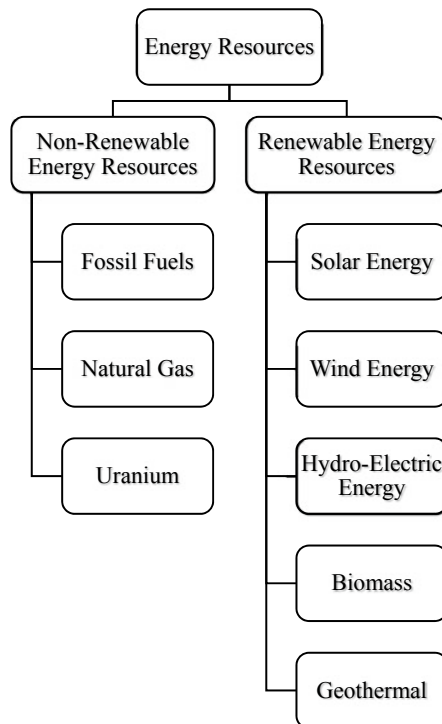 Energy Resources
Non-Renewable
Energy Resources
Renewable Energy
Resources
Fossil Fuels
Solar Energy
Natural Gas
Wind Energy
Uranium
Hydro-Electric
Energy
Biomass
Geothermal